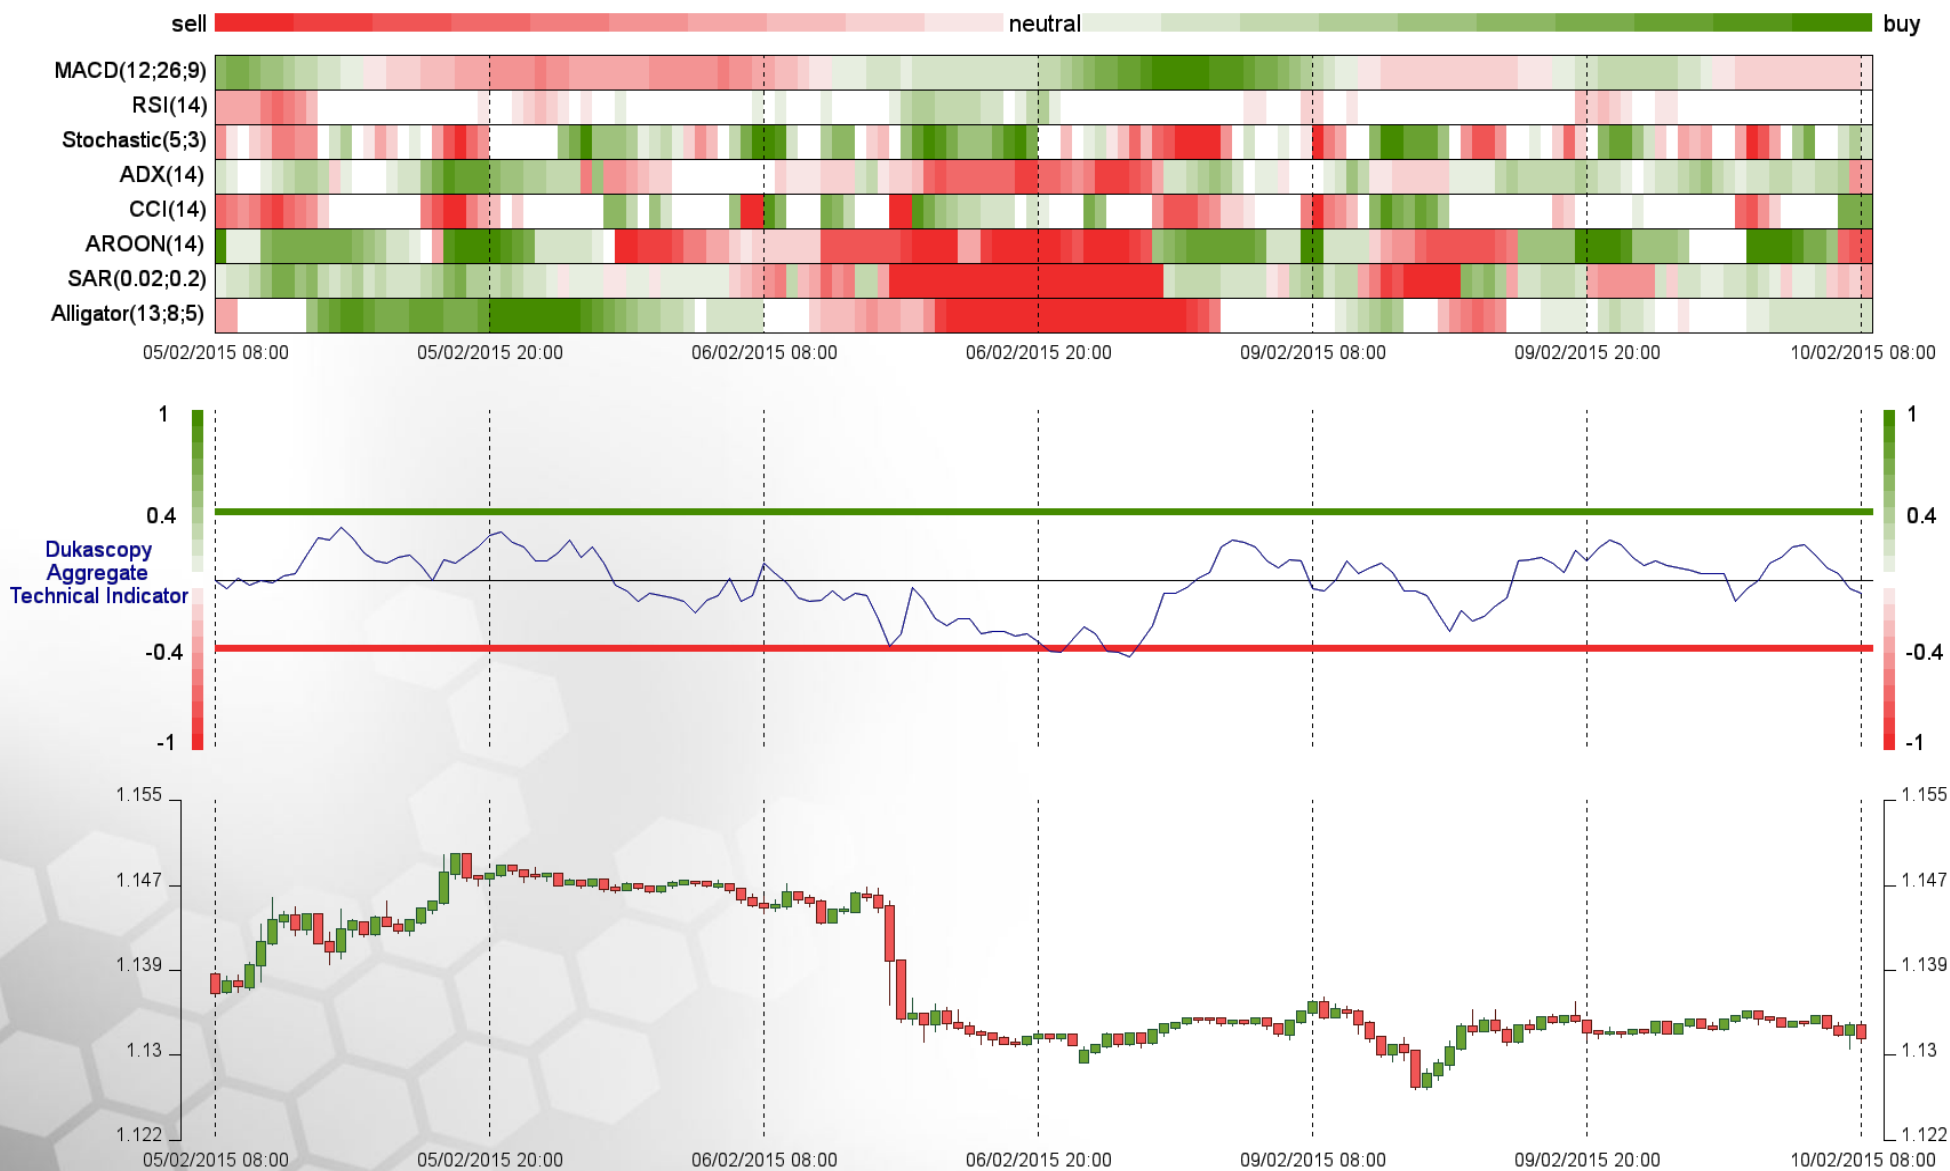 sell neutral buy
MACD(12;26;9)
RSI(14)
Stochastic(5;3)
ADX(14)
CCI(14)
AROON(14)
SAR(0.02;0.2)
Alligator(13;8;5)
05/02/2015 08:00 05/02/2015 20:00 06/02/2015 08:00 06/02/2015 20:00 09/02/2015 08:00 09/02/2015 20:00 10/02/2015 08:00
1 1
0.4 0.4
Dukascopy
Aggregate
Technical Indicator
-0.4 -0.4
-1 -1
1.155 1.155
1.147 1.147
1.139 1.139
1.13 1.13
1.122 1.122
05/02/2015 08:00 05/02/2015 20:00 06/02/2015 08:00 06/02/2015 20:00 09/02/2015 08:00 09/02/2015 20:00 10/02/2015 08:00